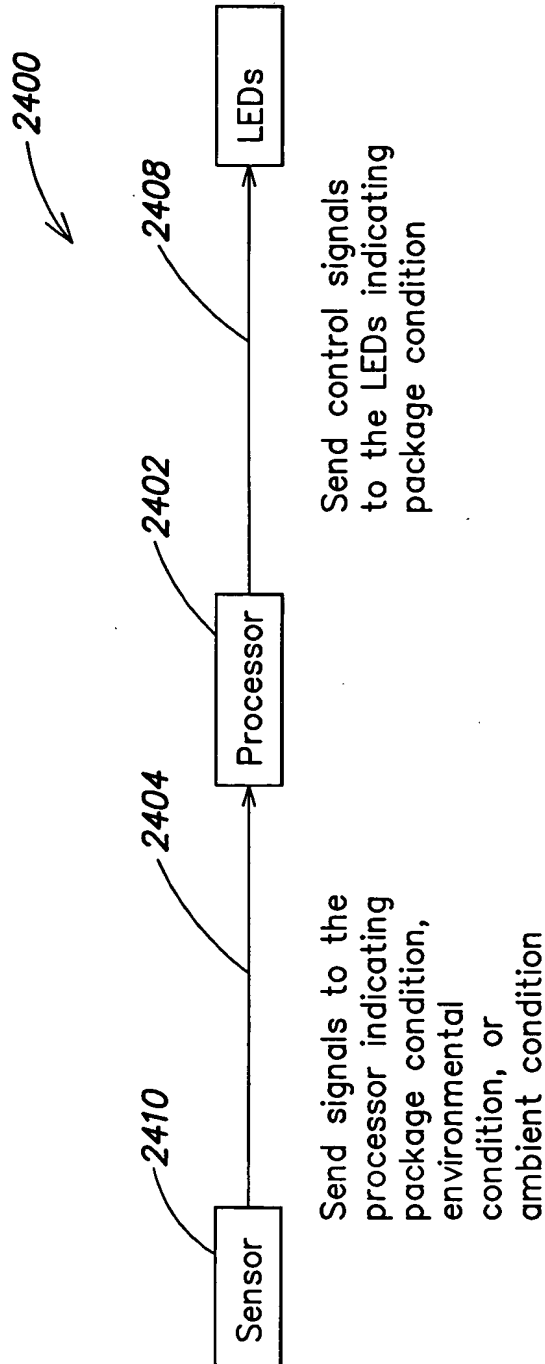 2400
2410
2404
2402
2408
Sensor
Processor
LEDs
Send signals to the
processor indicating
package condition,
environmental
condition, or
ambient condition
Send control signals
to the LEDs indicating
package condition